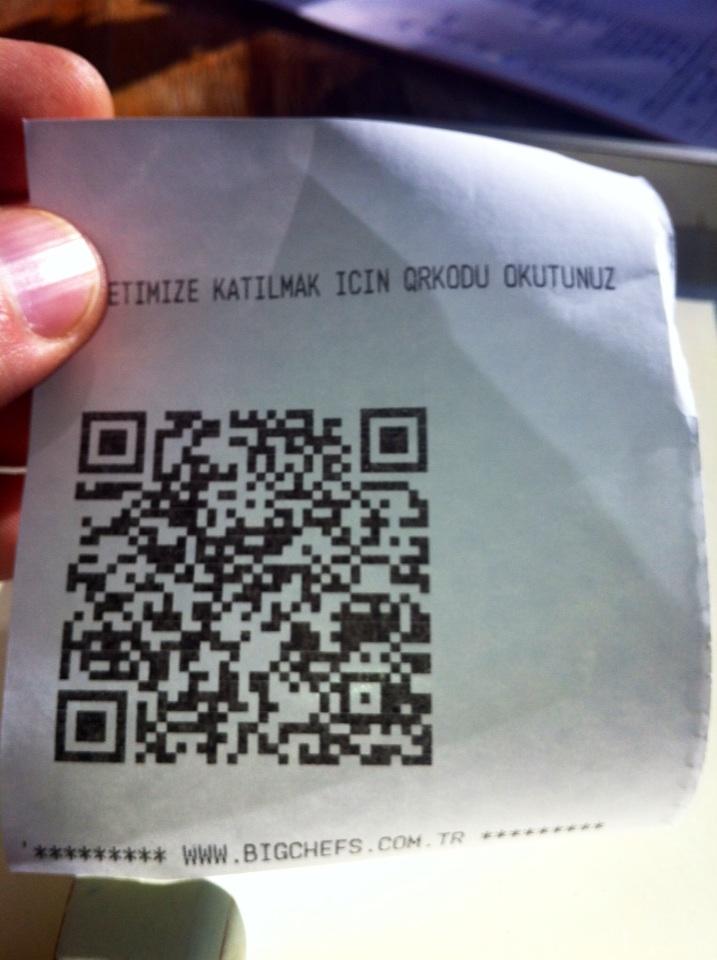 ETIMIZE KATILMAK ICIN QRKODU OKUTUNUZ
********* WWW.BIGCHEFS.COM.TR *********